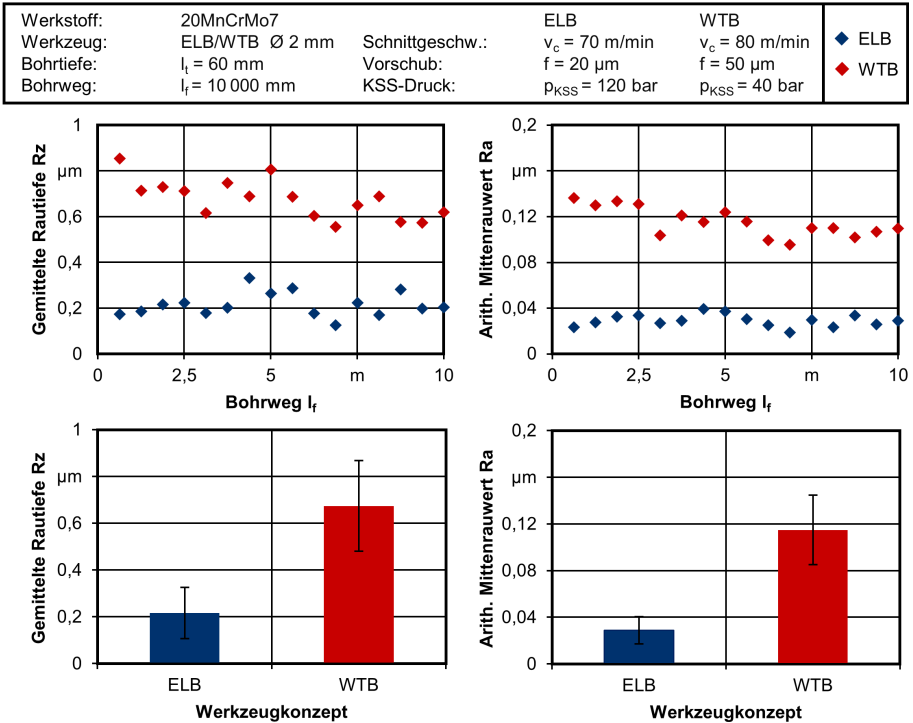 Werkstoff: 20MnCrMo7 ELB WTB
Werkzeug: ELB/WTB Ø 2 mm Schnittgeschw.: vc = 70 m/min vc = 80 m/min
Bohrtiefe: lt = 60 mm Vorschub: f = 20 µm f = 50 µm
Bohrweg: lf = 10 000 mm KSS-Druck: pKSS = 120 bar pKSS = 40 bar
ELB
WTB
Gemittelte Rautiefe Rz
1
µm
0,6
0,4
0,2
0
0 2,5 5 m 10
Bohrweg lf
Arith. Mittenrauwert Ra
0,2
µm
0,12
0,08
0,04
0
0 2,5 5 m 10
Bohrweg lf
Gemittelte Rautiefe Rz
1
µm
0,6
0,4
0,2
0
ELB WTB
Werkzeugkonzept
Arith. Mittenrauwert Ra
0,2
µm
0,12
0,08
0,04
0
ELB WTB
Werkzeugkonzept